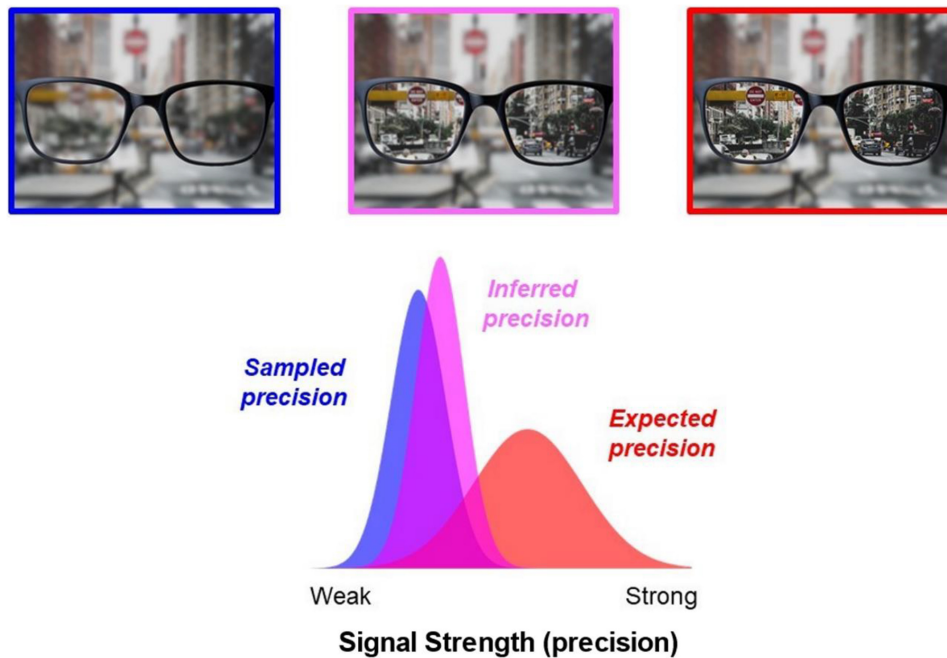 Inferred
precision
Sampled
precision
Expected
precision
Weak
Strong
Signal Strength (precision)